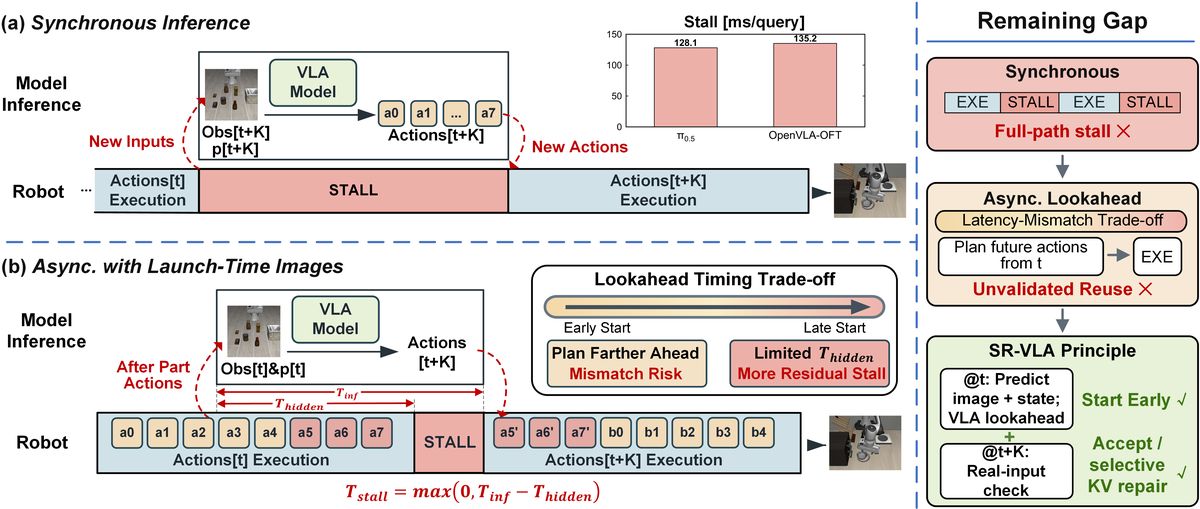 (a) Synchronous Inference
Model
Inference
VLA
Model
Obs[t+K]
p[t+K]
a0 a1 ... a7
Actions[t+K]
New Inputs
New Actions
Stall [ms/query]
150
100
50
0
128.1
135.2
π0.5
OpenVLA-OFT
Robot
...
Actions[t]
Execution
STALL
Actions[t+K]
Execution
(b) Async. with Launch-Time Images
Model
Inference
VLA
Model
Obs[t]&p[t]
Actions
[t+K]
After Part
Actions
Tinf
Thidden
Robot
a0 a1 a2 a3 a4 a5 a6 a7
Actions[t] Execution
STALL
a5' a6' a7' b0 b1 b2 b3 b4
Actions[t+K] Execution
Tstall = max(0, Tinf − Thidden)
Lookahead Timing Trade-off
Early Start
Late Start
Plan Farther Ahead
Mismatch Risk
Limited Thidden
More Residual Stall
Remaining Gap
Synchronous
EXE STALL EXE STALL
Full-path stall ✕
Async. Lookahead
Latency-Mismatch Trade-off
Plan future actions
from t
EXE
Unvalidated Reuse ✕
SR-VLA Principle
@t: Predict
image + state;
VLA lookahead
Start Early √
+
@t+K:
Real-input
check
Accept /
selective
KV repair
√